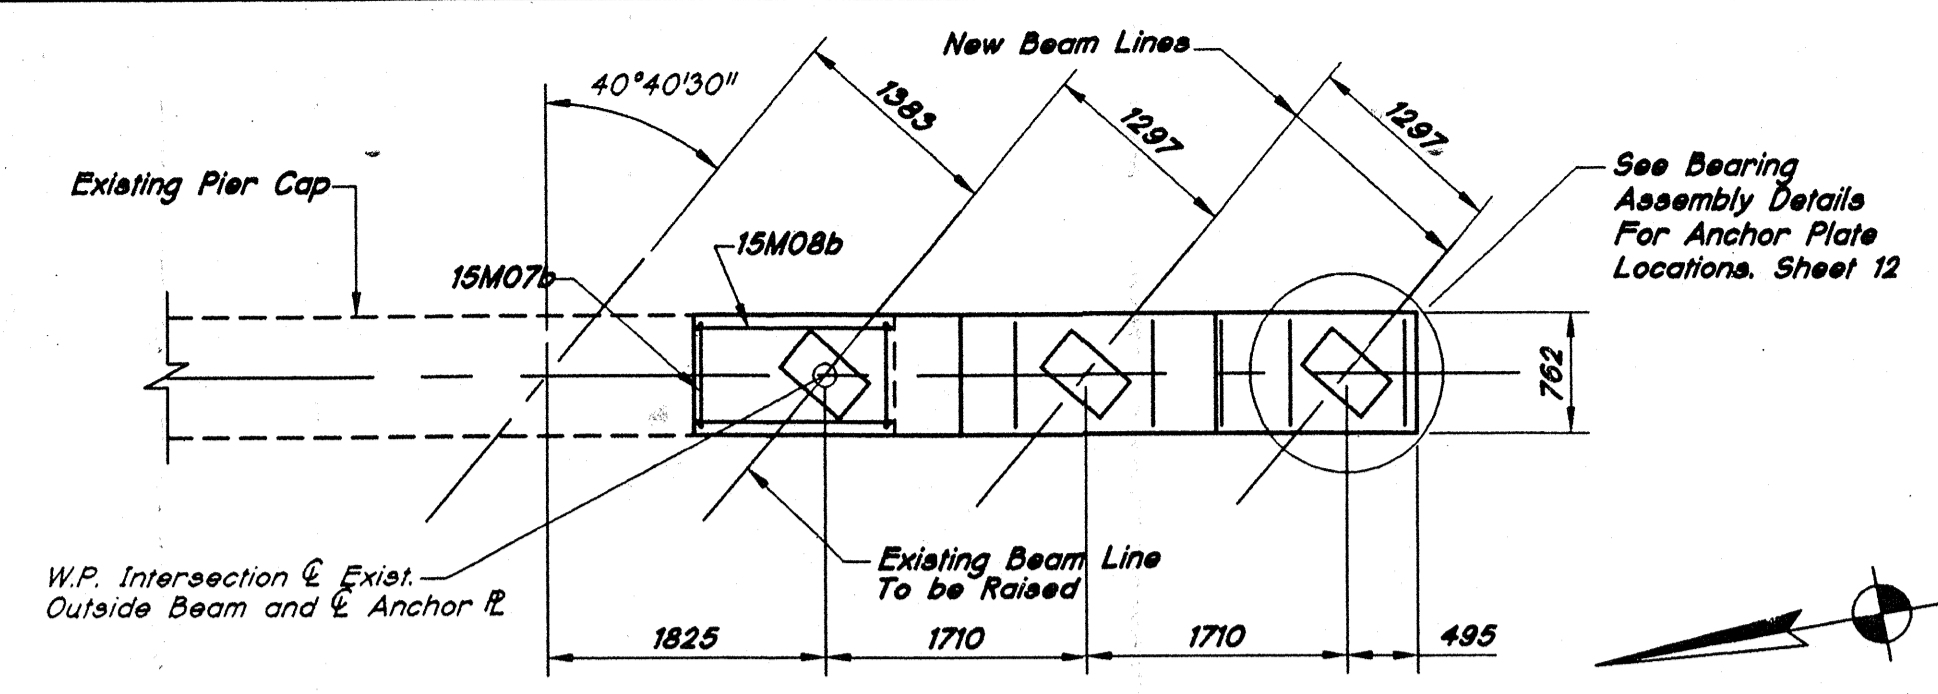 New Beam Lines
40°40'30"
1383
1297
1297
See Bearing
Assembly Details
For Anchor Plate
Locations. Sheet 12
Existing Pier Cap
15M08b
15M07b
762
W.P. Intersection ℄ Exist.
Outside Beam and ℄ Anchor ⅊
Existing Beam Line
To be Raised
1825
1710
1710
495